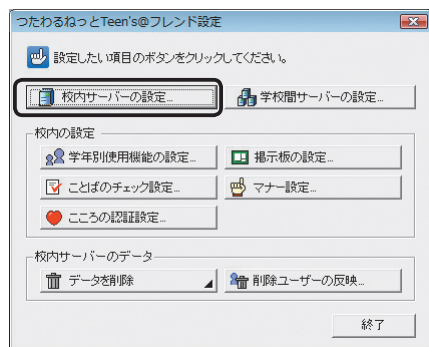 つたわるねっとTeen's@フレンド設定
設定したい項目のボタンをクリックしてください。
校内サーバーの設定... 学校間サーバーの設定...
校内の設定
学年別使用機能の設定... 掲示板の設定...
ことばのチェック設定... マナー設定...
こころの認証設定...
校内サーバーのデータ
データを削除 削除ユーザーの反映...
終了